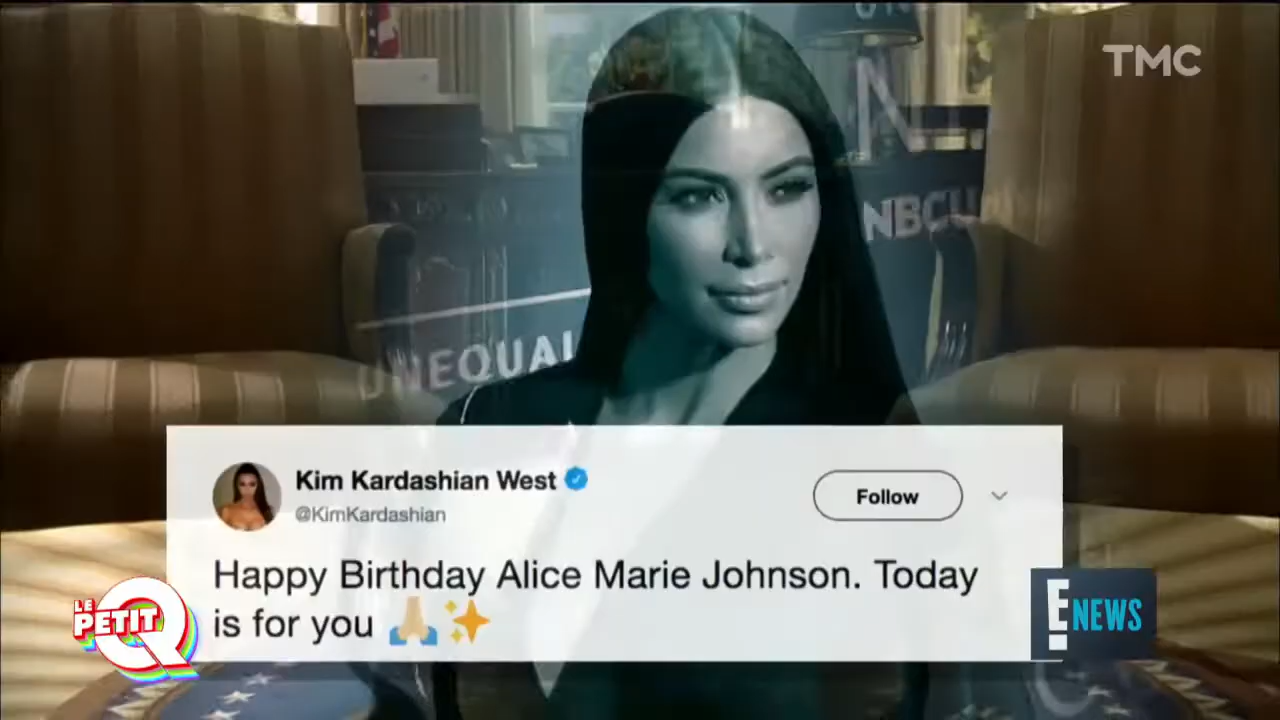 TMC
NBCU
UNEQUAL
Kim Kardashian West
@KimKardashian
Follow
Happy Birthday Alice Marie Johnson. Today
is for you 🙏🏼✨
LE
PETIT
Q
E!
NEWS